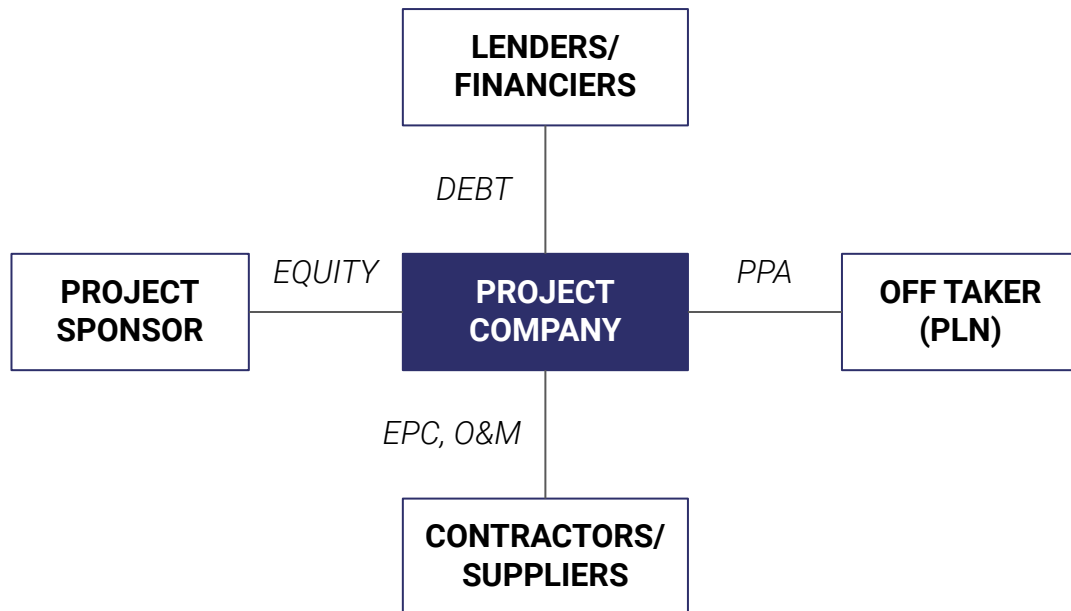 LENDERS/
FINANCIERS
DEBT
PROJECT
SPONSOR
EQUITY
PROJECT
COMPANY
PPA
OFF TAKER
(PLN)
EPC, O&M
CONTRACTORS/
SUPPLIERS